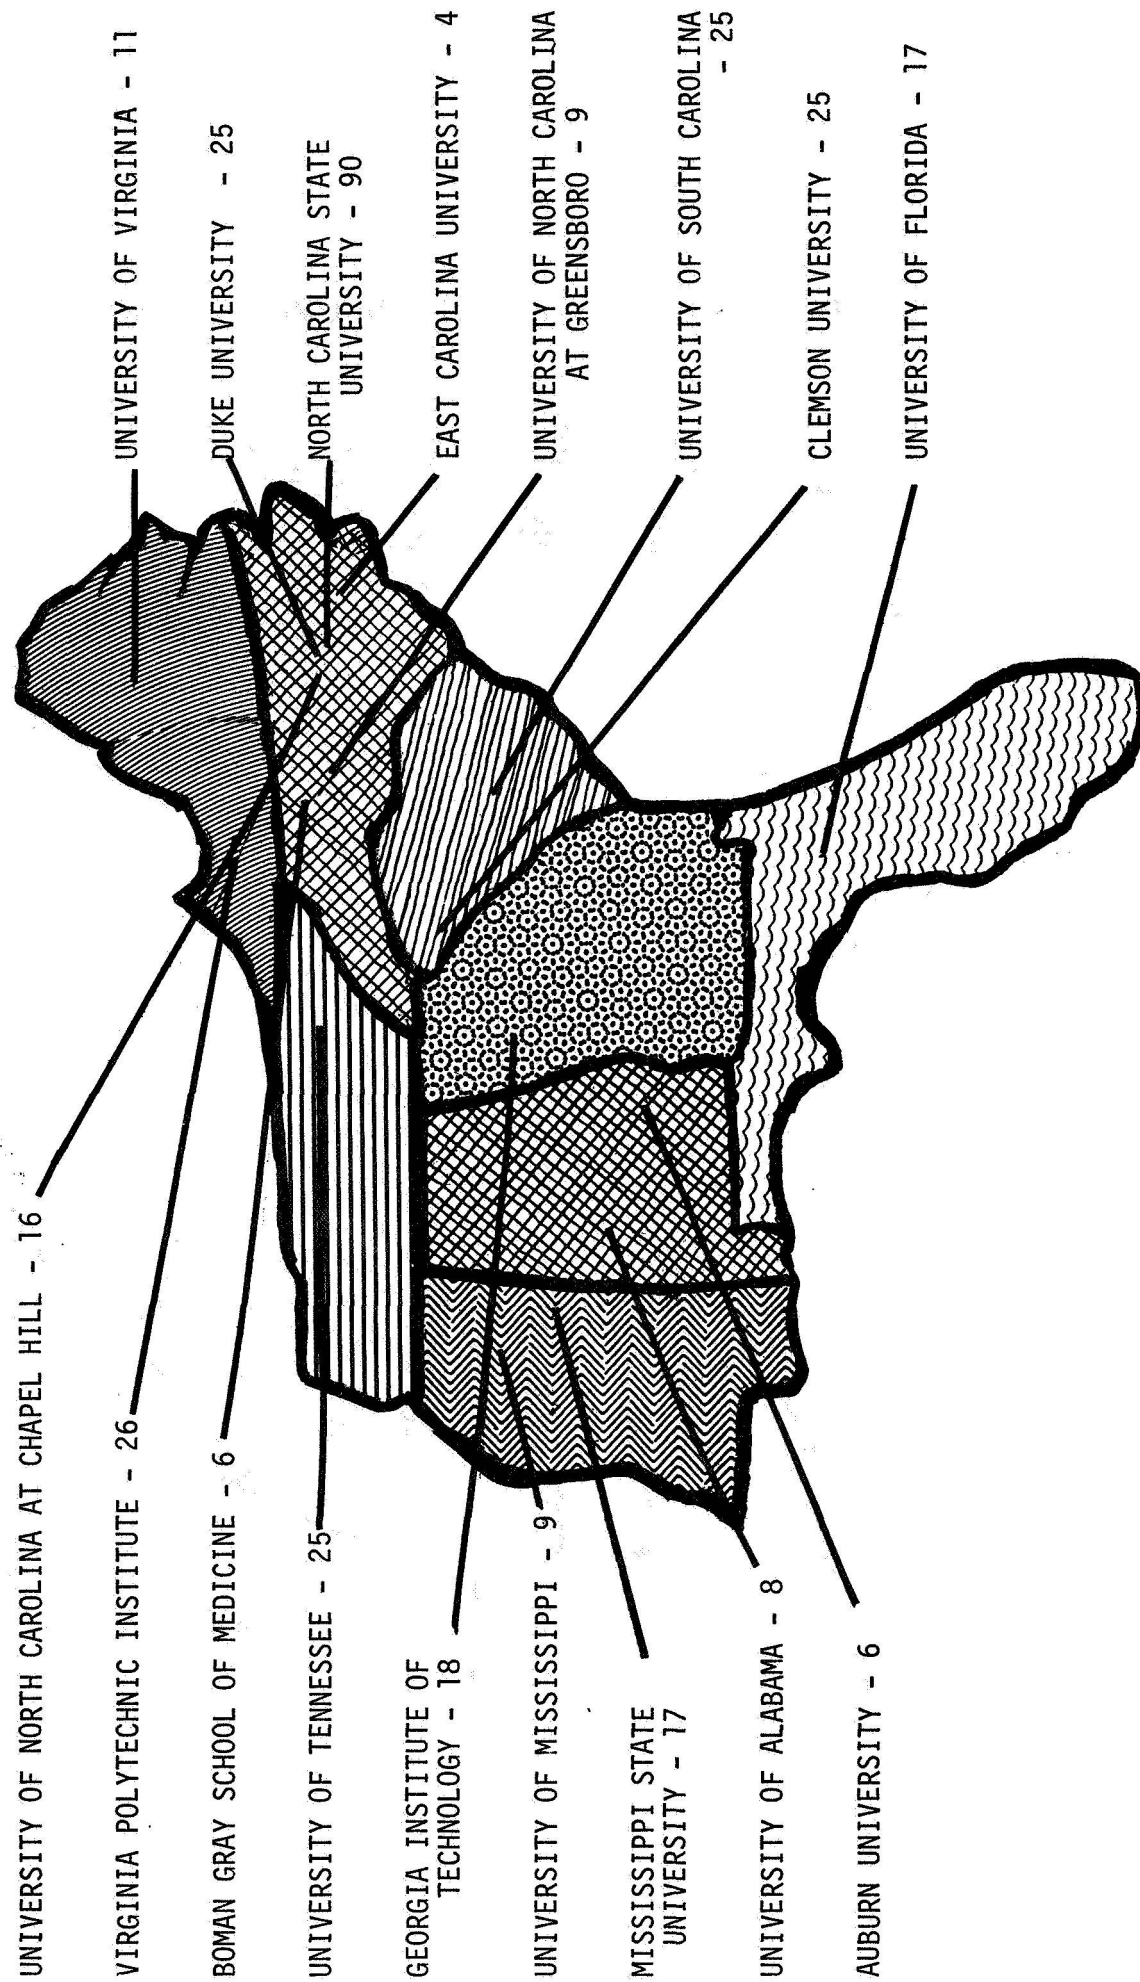 UNIVERSITY OF NORTH CAROLINA AT CHAPEL HILL - 16
VIRGINIA POLYTECHNIC INSTITUTE - 26
BOMAN GRAY SCHOOL OF MEDICINE - 6
UNIVERSITY OF TENNESSEE - 25
GEORGIA INSTITUTE OF
TECHNOLOGY - 18
UNIVERSITY OF MISSISSIPPI - 9
MISSISSIPPI STATE
UNIVERSITY - 17
UNIVERSITY OF ALABAMA - 8
AUBURN UNIVERSITY - 6
UNIVERSITY OF VIRGINIA - 11
DUKE UNIVERSITY - 25
NORTH CAROLINA STATE
UNIVERSITY - 90
EAST CAROLINA UNIVERSITY - 4
UNIVERSITY OF NORTH CAROLINA
AT GREENSBORO - 9
UNIVERSITY OF SOUTH CAROLINA
- 25
CLEMSON UNIVERSITY - 25
UNIVERSITY OF FLORIDA - 17